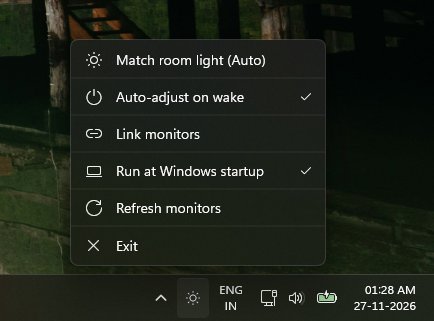 Match room light (Auto)
Auto-adjust on wake
Link monitors
Run at Windows startup
Refresh monitors
Exit
ENG
IN
01:28 AM
27-11-2026